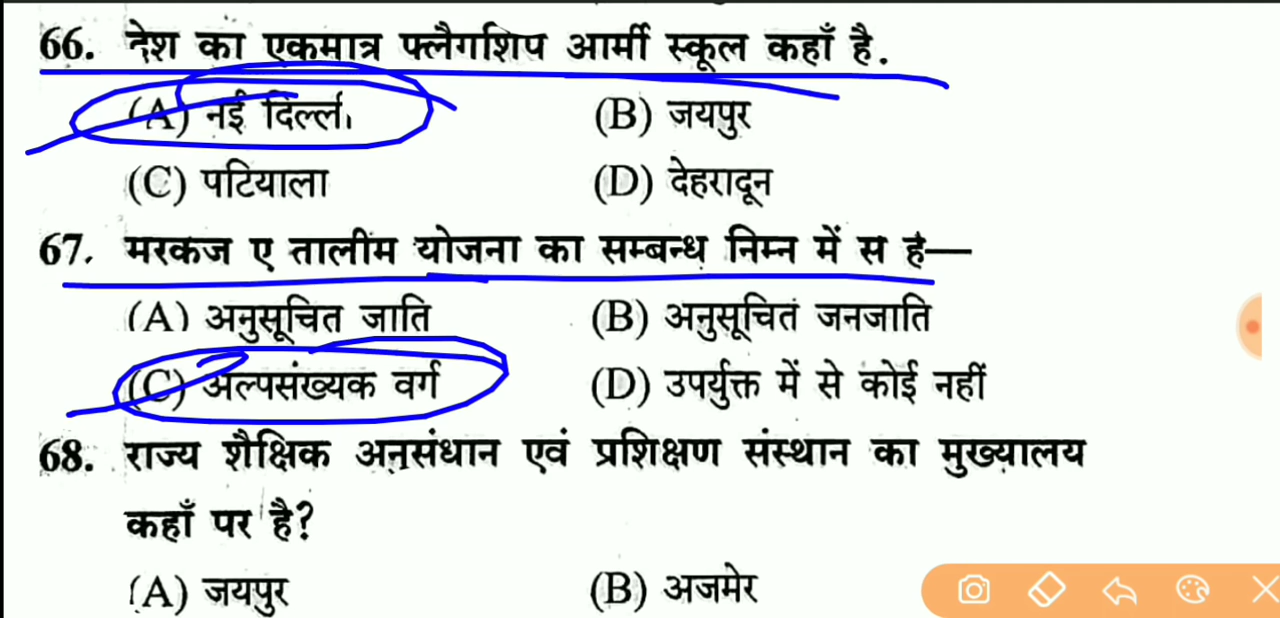 66. देश का एकमात्र फ्लैगशिप आर्मी स्कूल कहाँ है.
(A) नई दिल्ली (B) जयपुर
(C) पटियाला (D) देहरादून
67. मरकज ए तालीम योजना का सम्बन्ध निम्न में से है—
(A) अनुसूचित जाति (B) अनुसूचित जनजाति
(C) अल्पसंख्यक वर्ग (D) उपर्युक्त में से कोई नहीं
68. राज्य शैक्षिक अनुसंधान एवं प्रशिक्षण संस्थान का मुख्यालय
कहाँ पर है?
(A) जयपुर (B) अजमेर